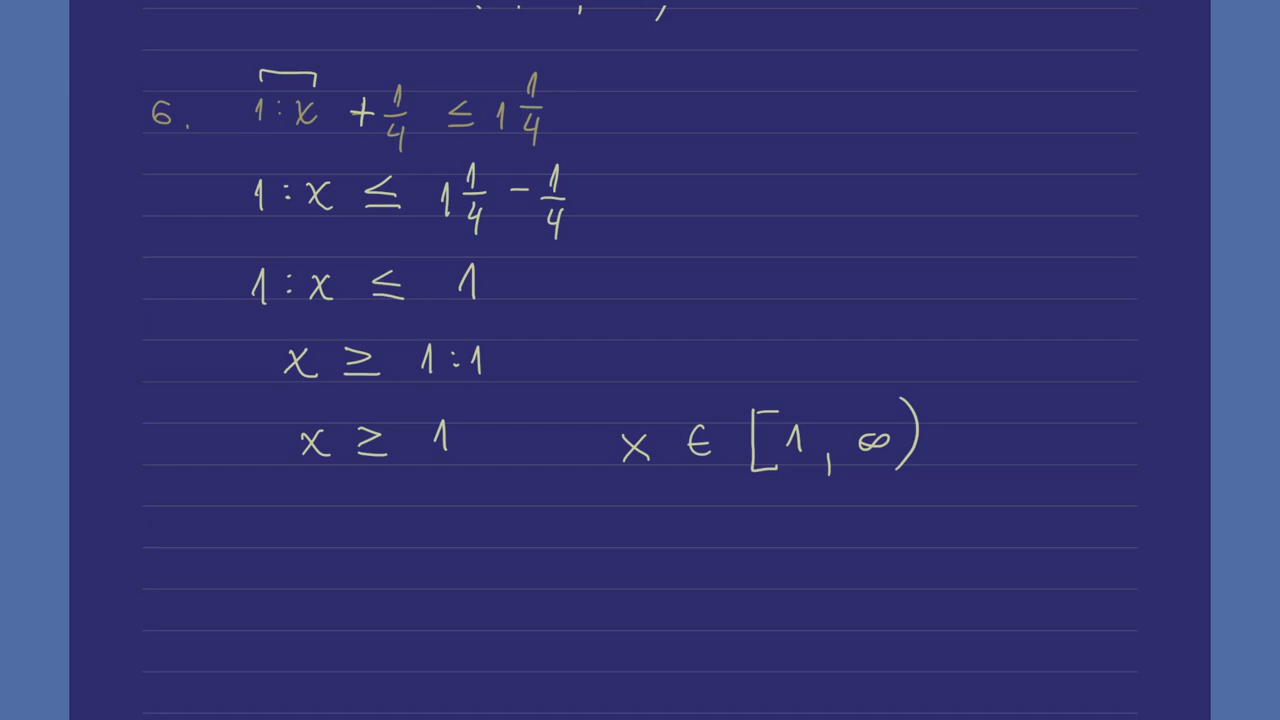 6. 1 : x + 1/4 ≤ 1 1/4
1 : x ≤ 1 1/4 - 1/4
1 : x ≤ 1
x ≥ 1 : 1
x ≥ 1 x ∈ [1, ∞)